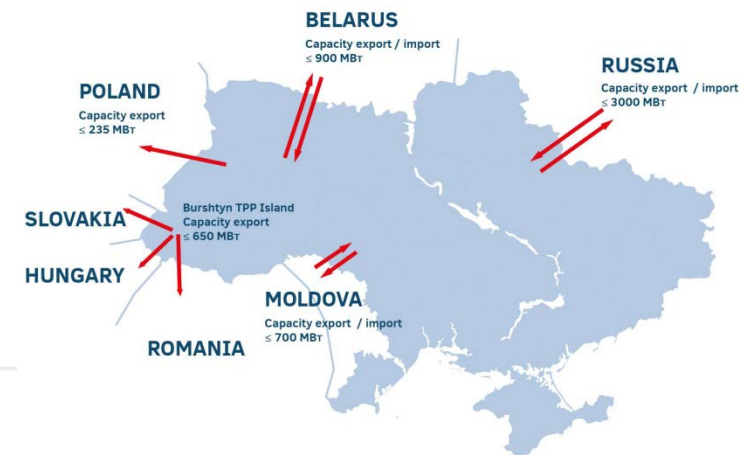 BELARUS
Capacity export / import
≤ 900 МВт
RUSSIA
Capacity export / import
≤ 3000 МВт
POLAND
Capacity export
≤ 235 МВт
Burshtyn TPP Island
Capacity export
≤ 650 МВт
SLOVAKIA
HUNGARY
ROMANIA
MOLDOVA
Capacity export / import
≤ 700 МВт